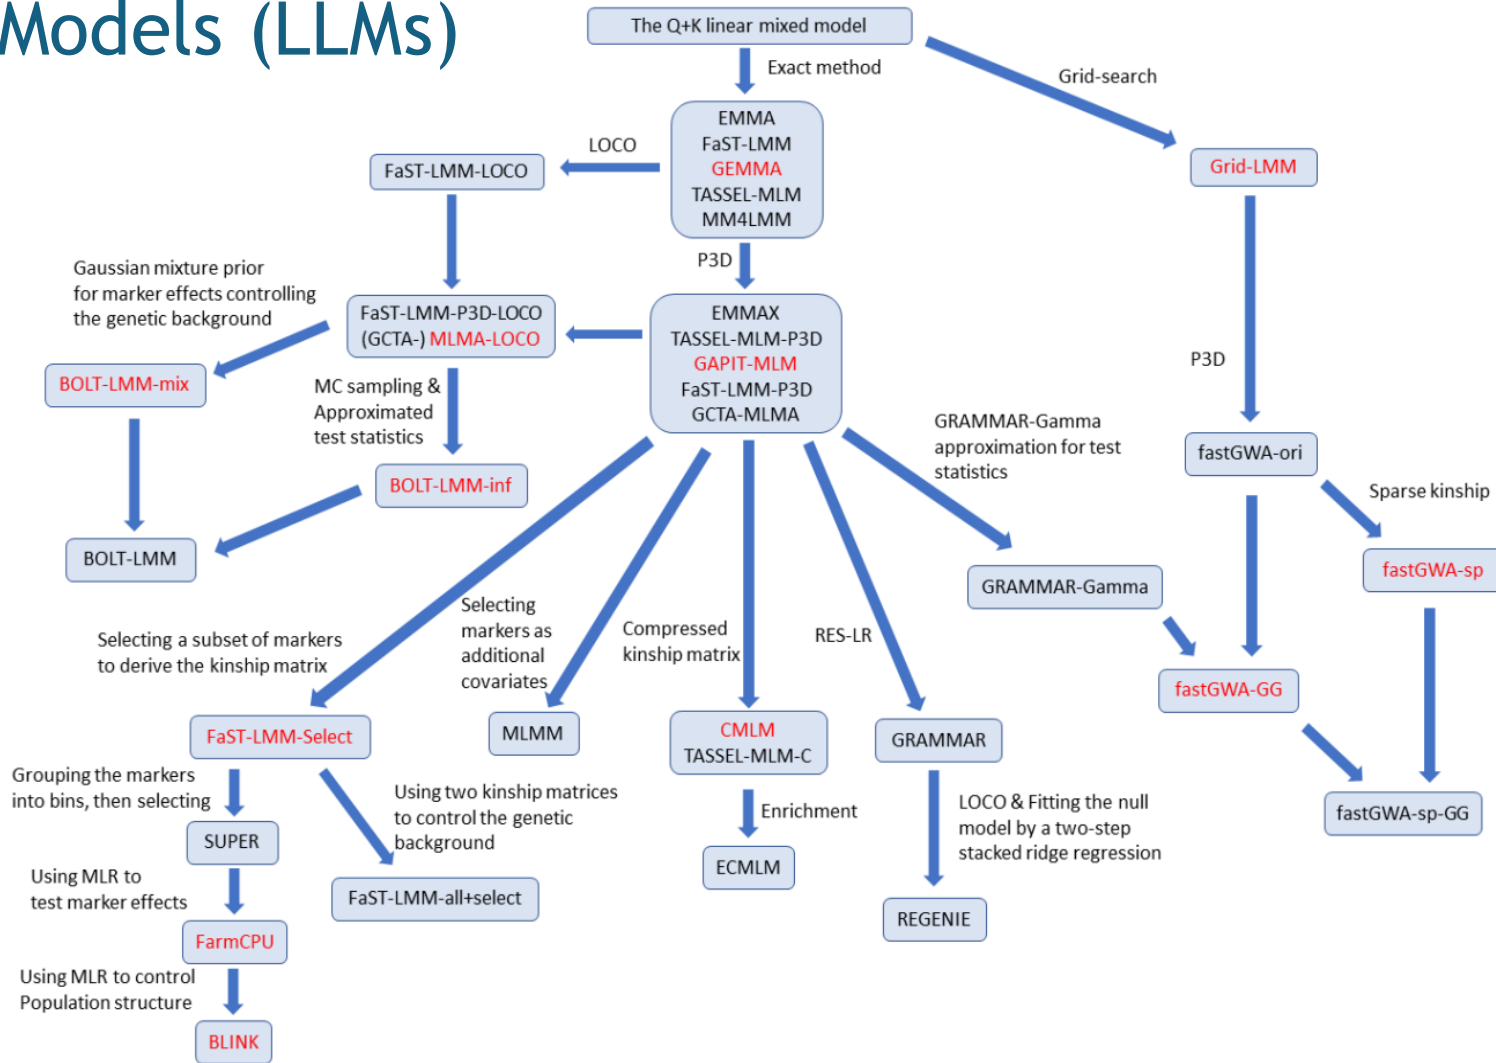 Models (LLMs)
The Q+K linear mixed model
Exact method
Grid-search
EMMA
FaST-LMM
GEMMA
TASSEL-MLM
MM4LMM
LOCO
FaST-LMM-LOCO
Grid-LMM
P3D
Gaussian mixture prior
for marker effects controlling
the genetic background
FaST-LMM-P3D-LOCO
(GCTA-) MLMA-LOCO
EMMAX
TASSEL-MLM-P3D
GAPIT-MLM
FaST-LMM-P3D
GCTA-MLMA
P3D
BOLT-LMM-mix
MC sampling &
Approximated
test statistics
GRAMMAR-Gamma
approximation for test
statistics
fastGWA-ori
BOLT-LMM-inf
Sparse kinship
BOLT-LMM
fastGWA-sp
GRAMMAR-Gamma
Selecting a subset of markers
to derive the kinship matrix
Selecting
markers as
additional
covariates
Compressed
kinship matrix
RES-LR
fastGWA-GG
FaST-LMM-Select
MLMM
CMLM
TASSEL-MLM-C
GRAMMAR
Grouping the markers
into bins, then selecting
Using two kinship matrices
to control the genetic
background
Enrichment
LOCO & Fitting the null
model by a two-step
stacked ridge regression
fastGWA-sp-GG
SUPER
ECMLM
Using MLR to
test marker effects
FaST-LMM-all+select
REGENIE
FarmCPU
Using MLR to control
Population structure
BLINK